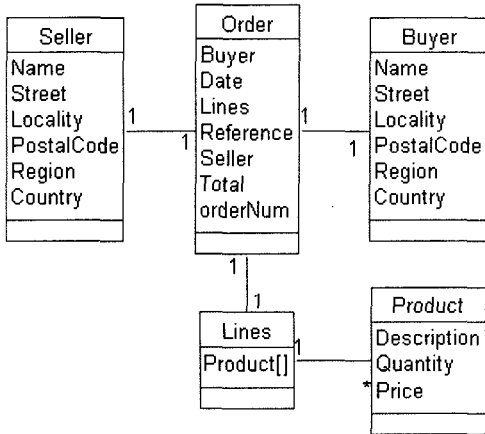 Seller
Name
Street
Locality
PostalCode
Region
Country
1
1
Order
Buyer
Date
Lines
Reference
Seller
Total
orderNum
1
1
Buyer
Name
Street
Locality
PostalCode
Region
Country
1
1
Lines
Product[]
1
*
Product
Description
Quantity
Price